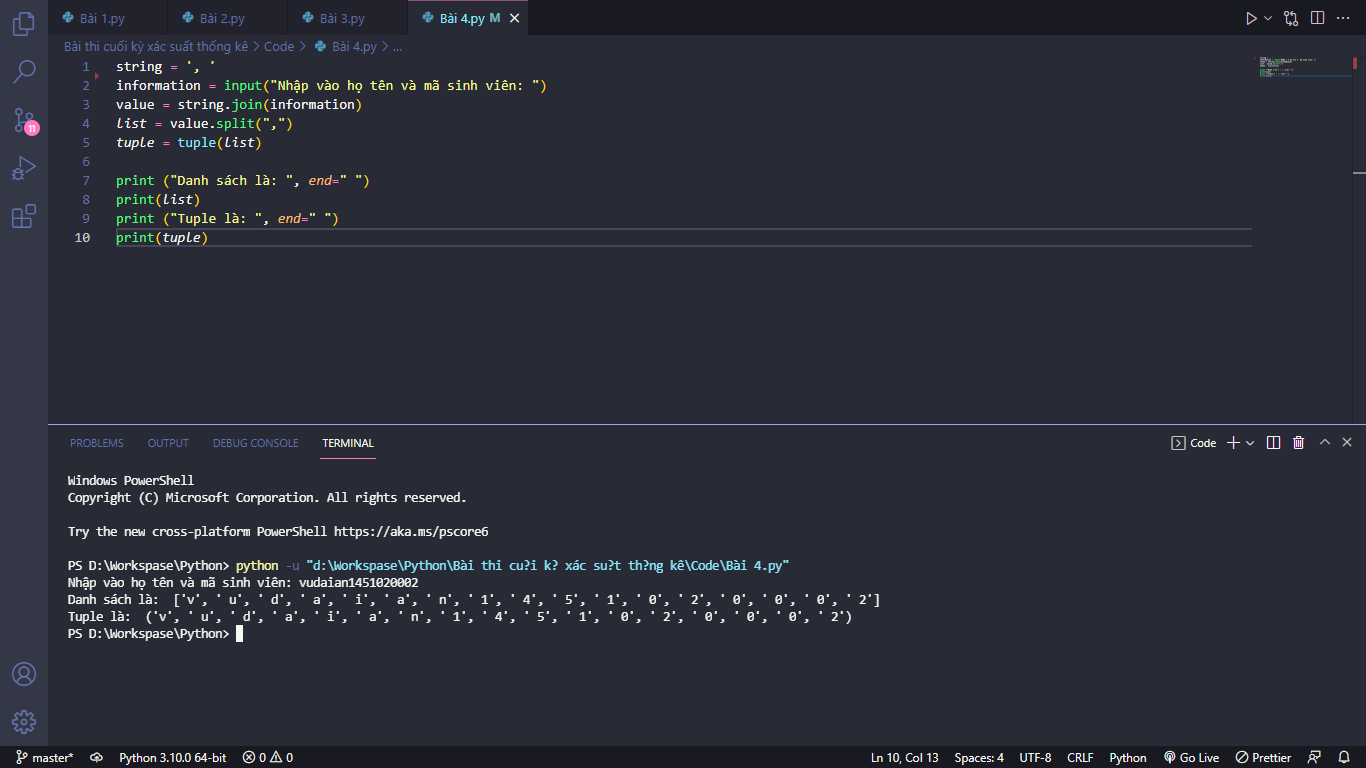 Bài 1.py
Bài 2.py
Bài 3.py
Bài 4.py M
Bài thi cuối kỳ xác suất thống kê > Code > Bài 4.py > ...
1 string = ', '
2 information = input("Nhập vào họ tên và mã sinh viên: ")
3 value = string.join(information)
4 list = value.split(",")
5 tuple = tuple(list)
6
7 print ("Danh sách là: ", end=" ")
8 print(list)
9 print ("Tuple là: ", end=" ")
10 print(tuple)
11
PROBLEMS OUTPUT DEBUG CONSOLE TERMINAL
Code
Windows PowerShell
Copyright (C) Microsoft Corporation. All rights reserved.
Try the new cross-platform PowerShell https://aka.ms/pscore6
PS D:\Workspase\Python> python -u "d:\Workspase\Python\Bài thi cu?i k? xác su?t th?ng kê\Code\Bài 4.py"
Nhập vào họ tên và mã sinh viên: vudaian1451020002
Danh sách là:  ['v', ' u', ' d', ' a', ' i', ' a', ' n', ' 1', ' 4', ' 5', ' 1', ' 0', ' 2', ' 0', ' 0', ' 0', ' 2']
Tuple là:  ('v', ' u', ' d', ' a', ' i', ' a', ' n', ' 1', ' 4', ' 5', ' 1', ' 0', ' 2', ' 0', ' 0', ' 0', ' 2')
PS D:\Workspase\Python>
master* Python 3.10.0 64-bit 0 0 Ln 10, Col 13 Spaces: 4 UTF-8 CRLF Python Go Live Prettier